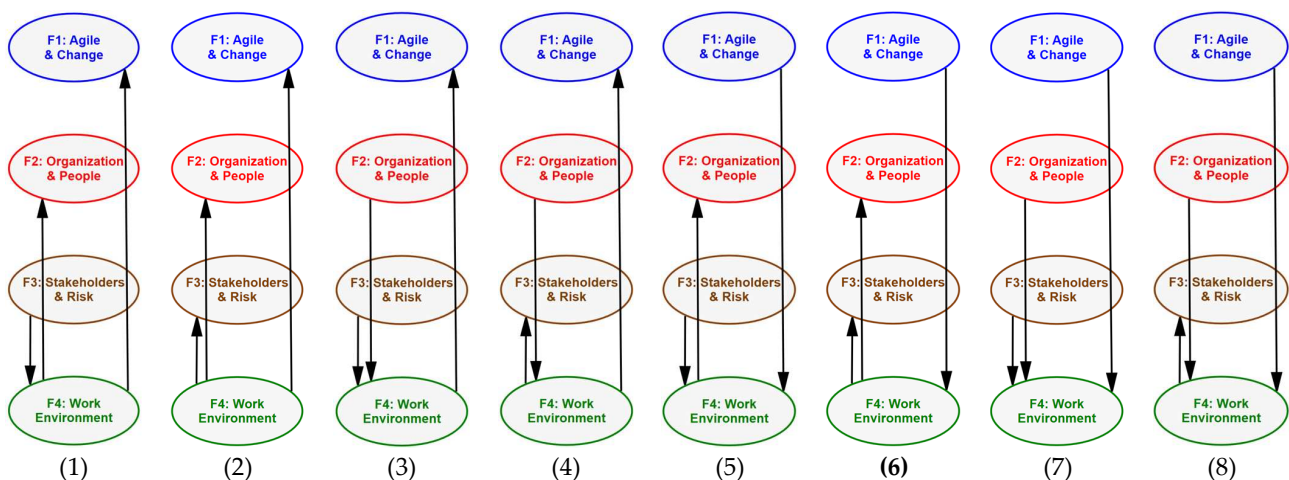 F1: Agile
& Change
F1: Agile
& Change
F1: Agile
& Change
F1: Agile
& Change
F1: Agile
& Change
F1: Agile
& Change
F1: Agile
& Change
F1: Agile
& Change
F2: Organization
& People
F2: Organization
& People
F2: Organization
& People
F2: Organization
& People
F2: Organization
& People
F2: Organization
& People
F2: Organization
& People
F2: Organization
& People
F3: Stakeholders
& Risk
F3: Stakeholders
& Risk
F3: Stakeholders
& Risk
F3: Stakeholders
& Risk
F3: Stakeholders
& Risk
F3: Stakeholders
& Risk
F3: Stakeholders
& Risk
F3: Stakeholders
& Risk
F4: Work
Environment
F4: Work
Environment
F4: Work
Environment
F4: Work
Environment
F4: Work
Environment
F4: Work
Environment
F4: Work
Environment
F4: Work
Environment
(1) (2) (3) (4) (5) (6) (7) (8)